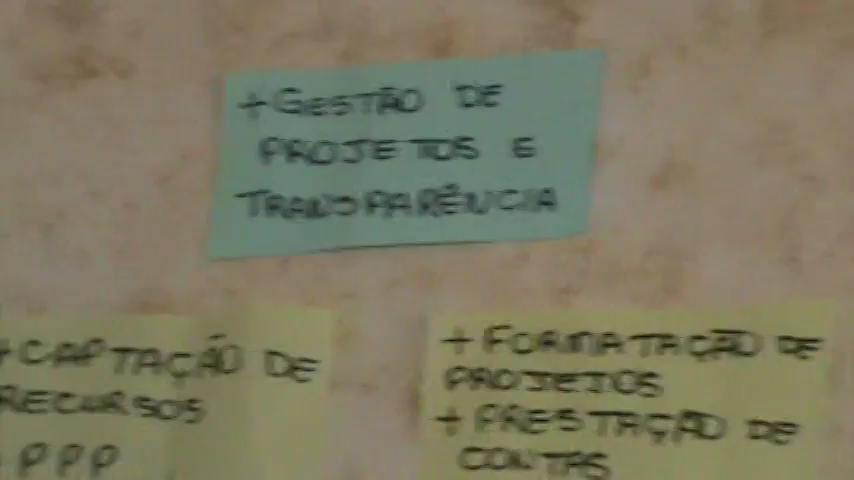 +GESTÃO DE
PROJETOS E
TRANSPARÊNCIA
+CAPTAÇÃO DE
RECURSOS
PPP
+ FORMATAÇÃO DE
PROJETOS
+ PRESTAÇÃO DE
CONTAS